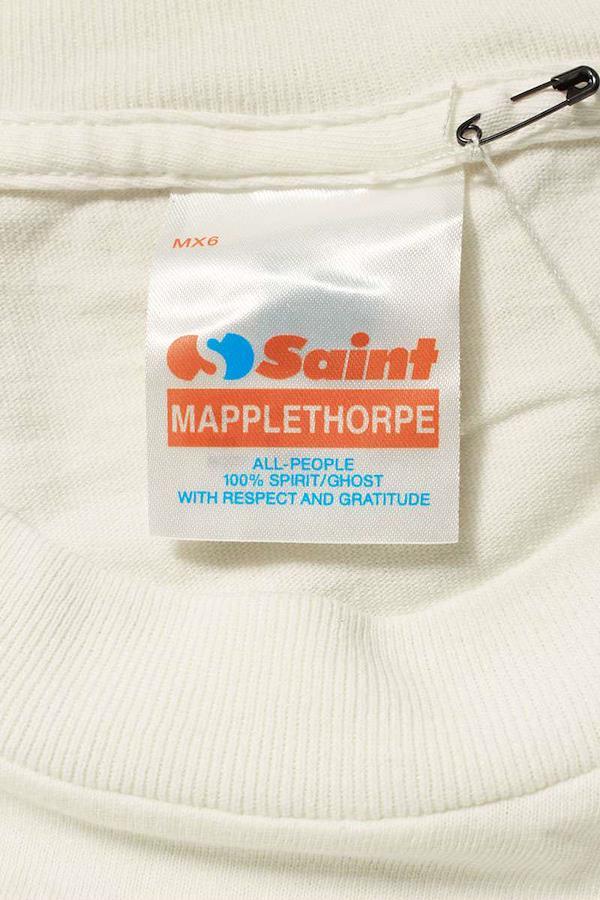 MX6
S Saint
MAPPLETHORPE
ALL-PEOPLE
100% SPIRIT/GHOST
WITH RESPECT AND GRATITUDE